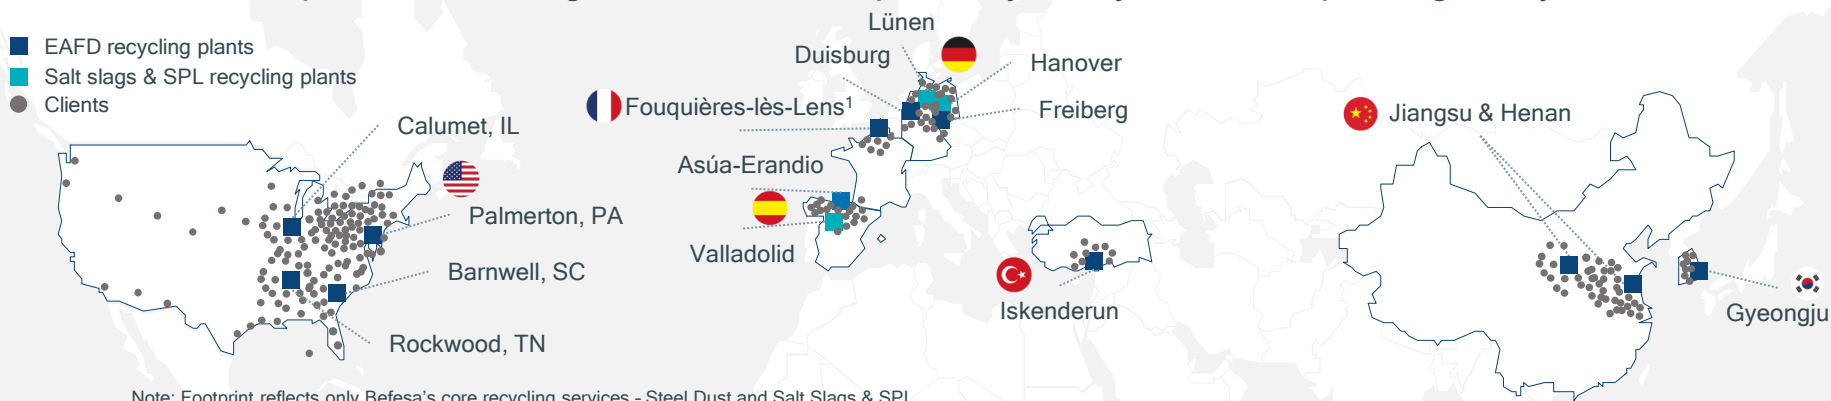 EAFD recycling plants
Salt slags & SPL recycling plants
Clients
Calumet, IL
Palmerton, PA
Barnwell, SC
Rockwood, TN
Lünen
Duisburg
Hanover
Fouquières-lès-Lens1
Freiberg
Asúa-Erandio
Valladolid
Iskenderun
Jiangsu & Henan
Gyeongju
Note: Footprint reflects only Befesa's core recycling services - Steel Dust and Salt Slags & SPL